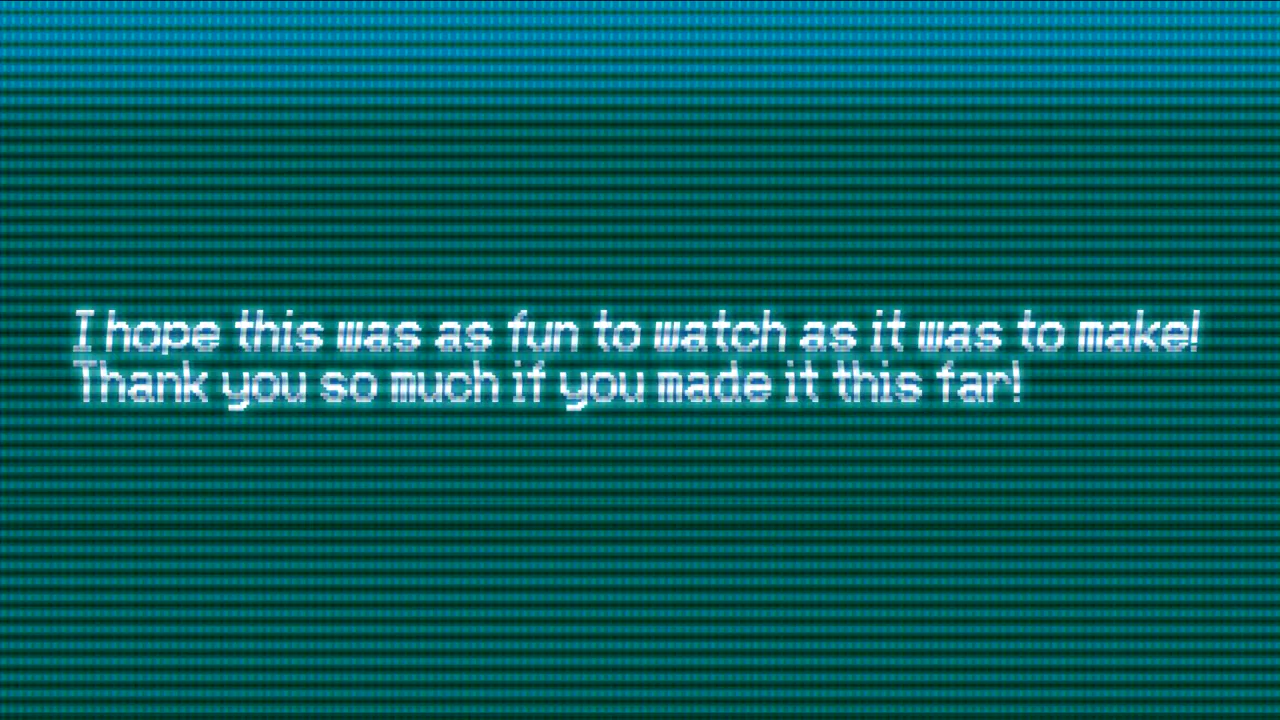 I hope this was as fun to watch as it was to make!
Thank you so much if you made it this far!